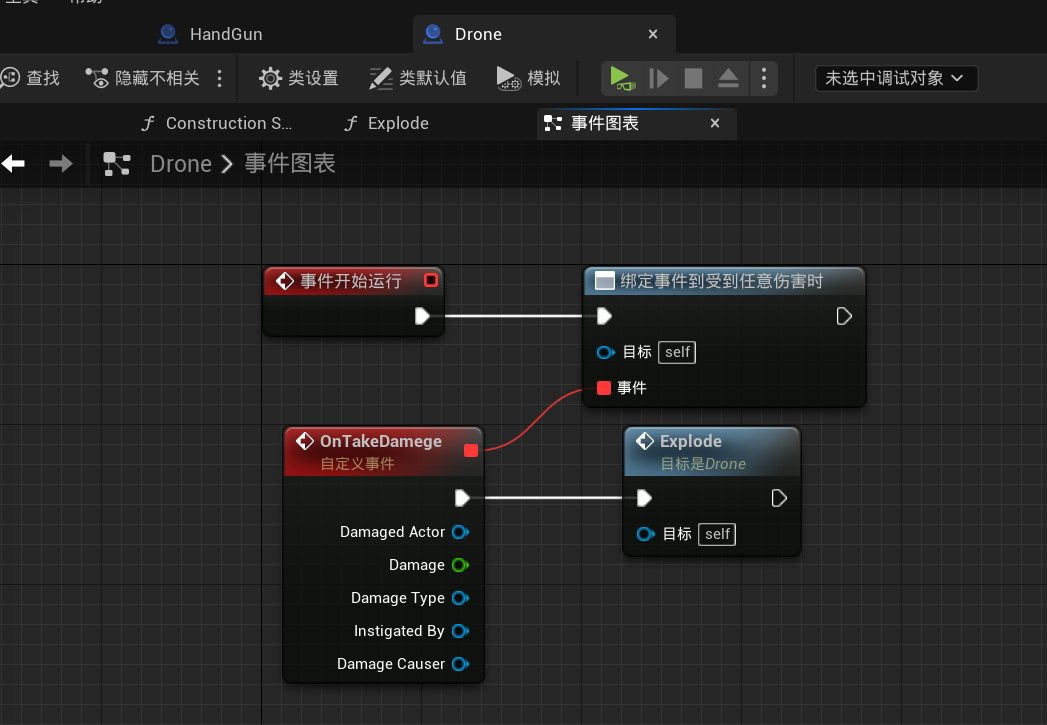 HandGun
Drone
查找
隐藏不相关
类设置
类默认值
模拟
未选中调试对象
Construction S...
Explode
事件图表
Drone
事件图表
事件开始运行
绑定事件到受到任意伤害时
目标 self
事件
OnTakeDamege
自定义事件
Explode
目标是Drone
目标 self
Damaged Actor
Damage
Damage Type
Instigated By
Damage Causer